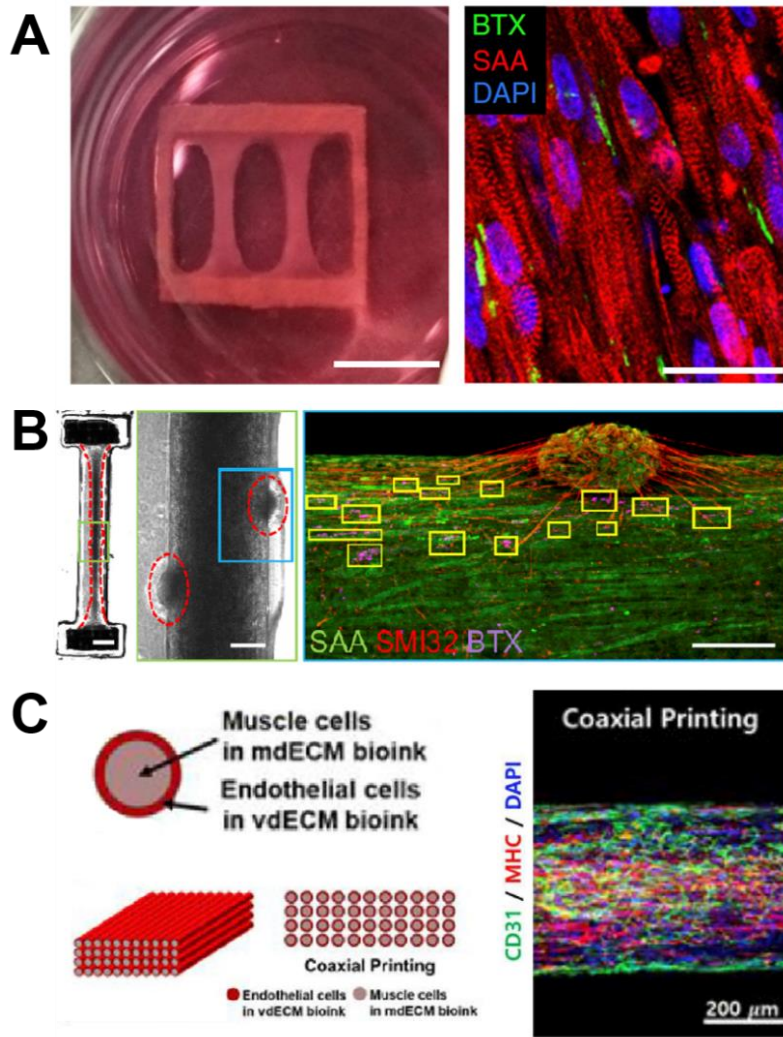 A
BTX
SAA
DAPI
B
SAA SMI32 BTX
C
Muscle cells
in mdECM bioink
Endothelial cells
in vdECM bioink
Coaxial Printing
Endothelial cells
in vdECM bioink
Muscle cells
in mdECM bioink
Coaxial Printing
CD31 / MHC / DAPI
200 μm